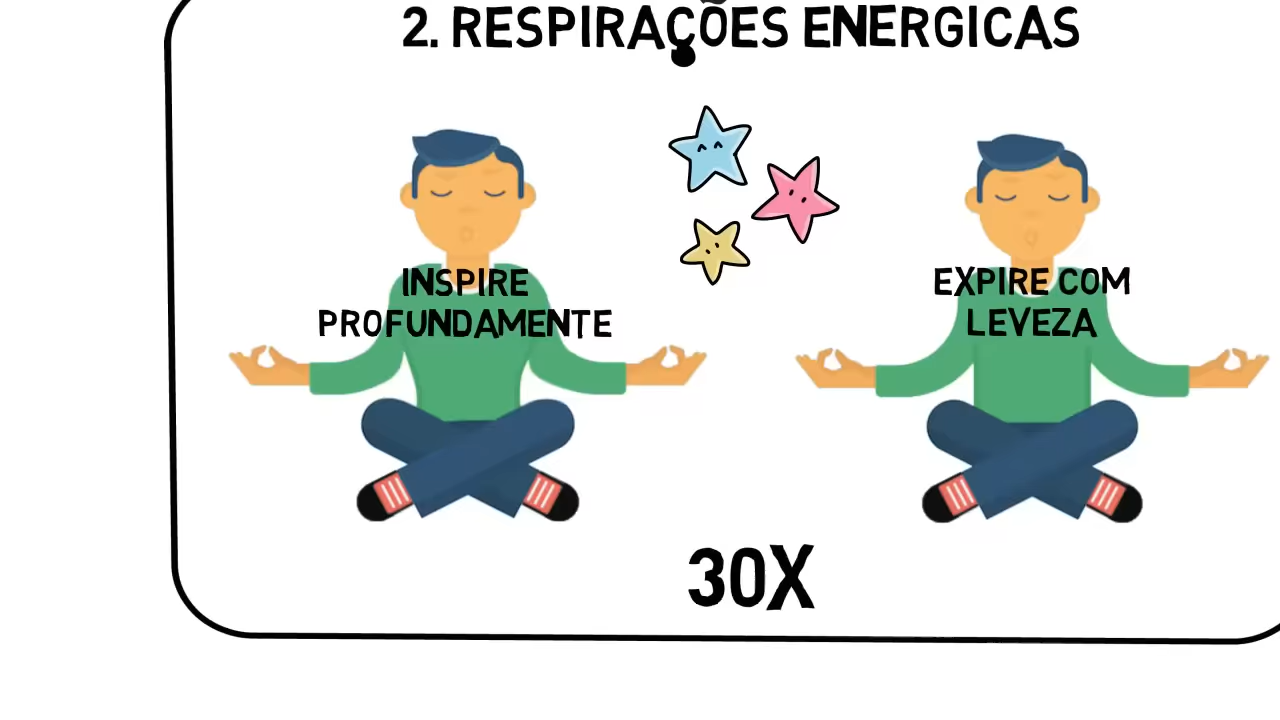 2. RESPIRAÇÕES ENERGICAS
INSPIRE
PROFUNDAMENTE
EXPIRE COM
LEVEZA
30X